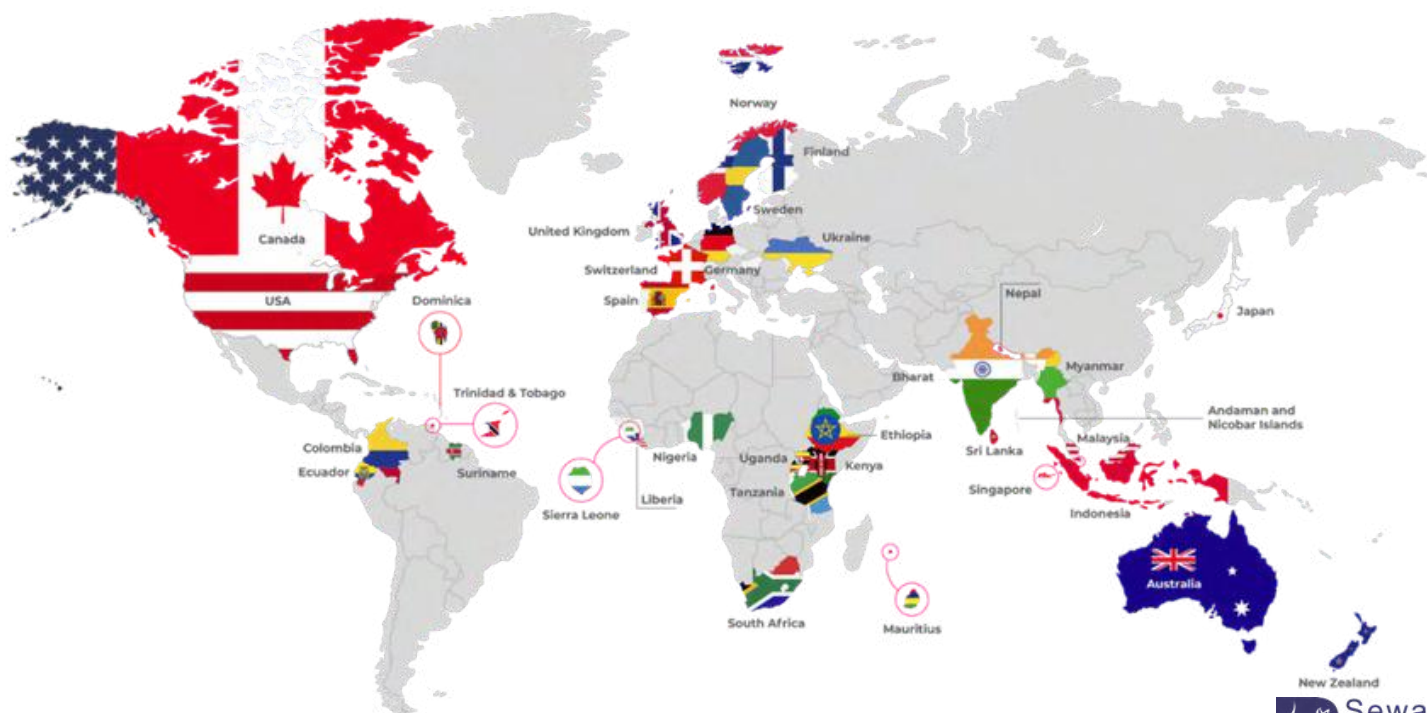 Norway
Finland
Sweden
Canada
United Kingdom
Ukraine
Switzerland
Germany
USA
Dominica
Spain
Nepal
Japan
Bharat
Myanmar
Trinidad & Tobago
Andaman and
Nicobar Islands
Colombia
Ethiopia
Malaysia
Sri Lanka
Nigeria
Uganda
Kenya
Ecuador
Suriname
Singapore
Tanzania
Liberia
Sierra Leone
Indonesia
Australia
South Africa
Mauritius
New Zealand
Sewa